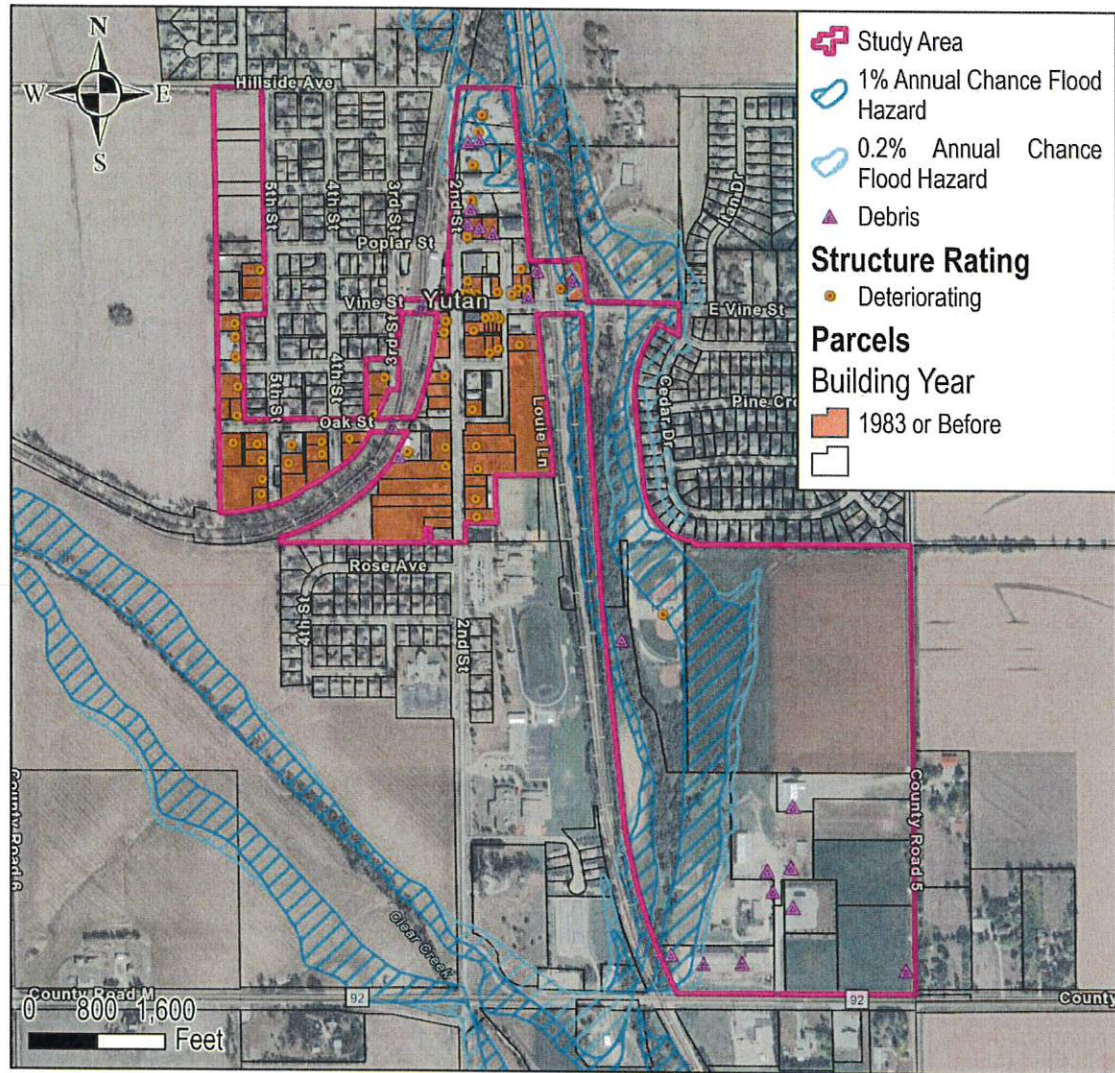 N
W
E
S
Study Area
1% Annual Chance Flood
Hazard
0.2% Annual Chance
Flood Hazard
Debris
Structure Rating
Deteriorating
Parcels
Building Year
1983 or Before
Hillside Ave
5th St
4th St
3rd St
2nd St
Poplar St
Vine St
Yutan
E Vine St
Itan Dr
3rd St
4th St
5th St
Oak St
Louie Ln
Cedar Dr
Pine Cre
Rose Ave
4th St
2nd St
County Road 6
County Road 5
Clear Creek
County Road M
92
92
County
0 800 1,600
Feet